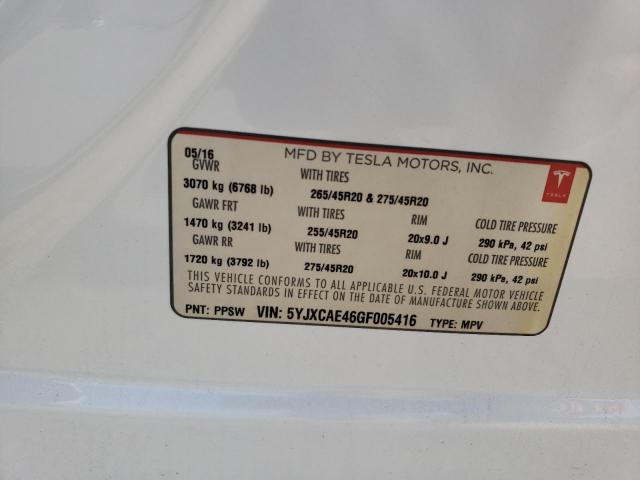 05/16 MFD BY TESLA MOTORS, INC.
GVWR WITH TIRES
3070 kg (6768 lb) 265/45R20 & 275/45R20
GAWR FRT WITH TIRES RIM COLD TIRE PRESSURE
1470 kg (3241 lb) 255/45R20 20x9.0 J 290 kPa, 42 psi
GAWR RR WITH TIRES RIM COLD TIRE PRESSURE
1720 kg (3792 lb) 275/45R20 20x10.0 J 290 kPa, 42 psi
THIS VEHICLE CONFORMS TO ALL APPLICABLE U.S. FEDERAL MOTOR VEHICLE
SAFETY STANDARDS IN EFFECT ON THE DATE OF MANUFACTURE SHOWN ABOVE.
PNT: PPSW VIN: 5YJXCAE46GF005416 TYPE: MPV
TESLA